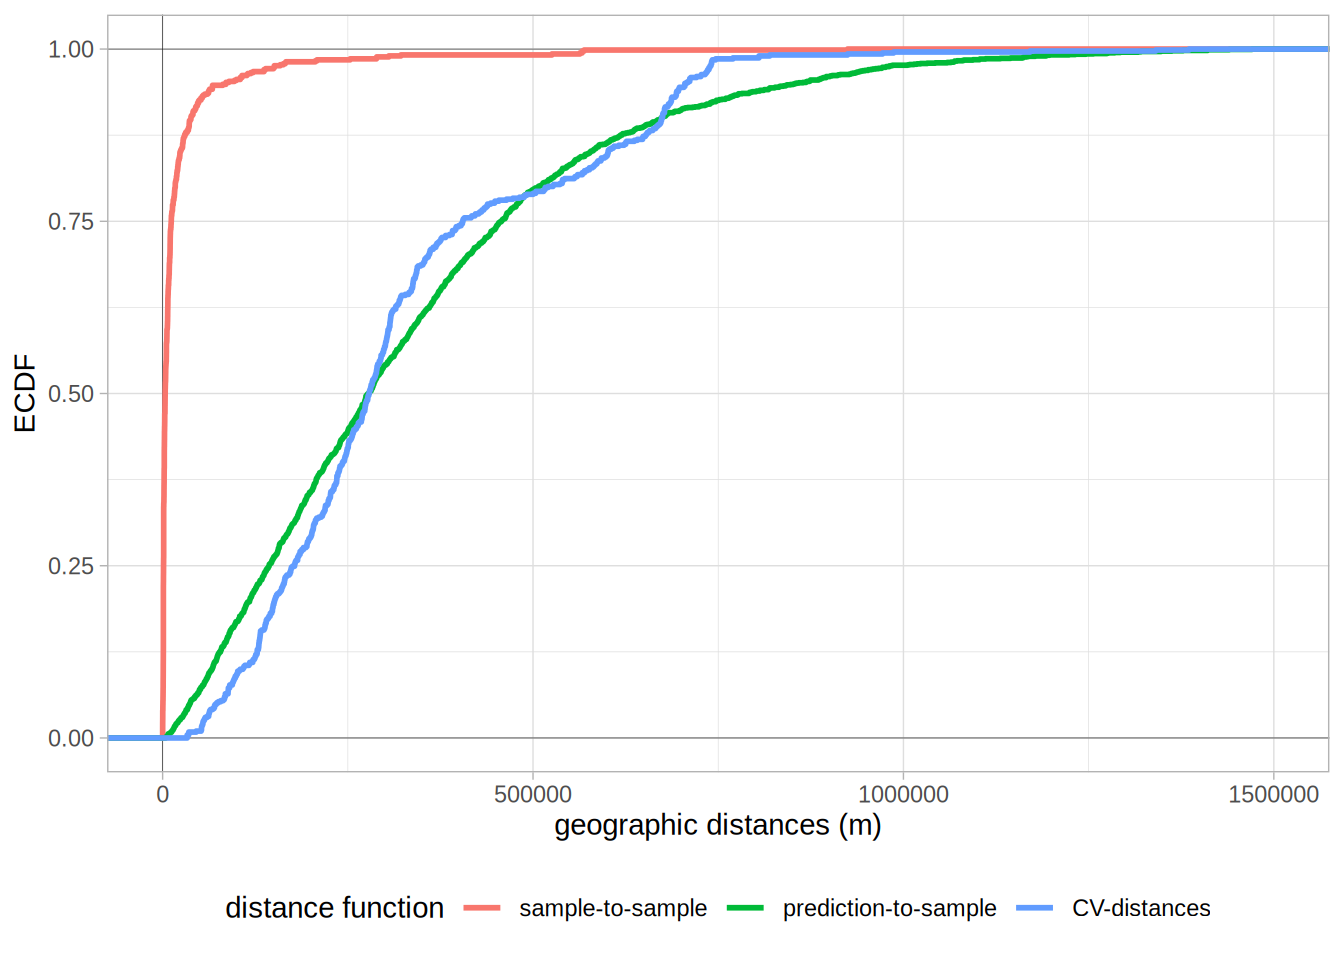 1.00
0.75
0.50
0.25
0.00
ECDF
0 500000 1000000 1500000
geographic distances (m)
distance function sample-to-sample prediction-to-sample CV-distances